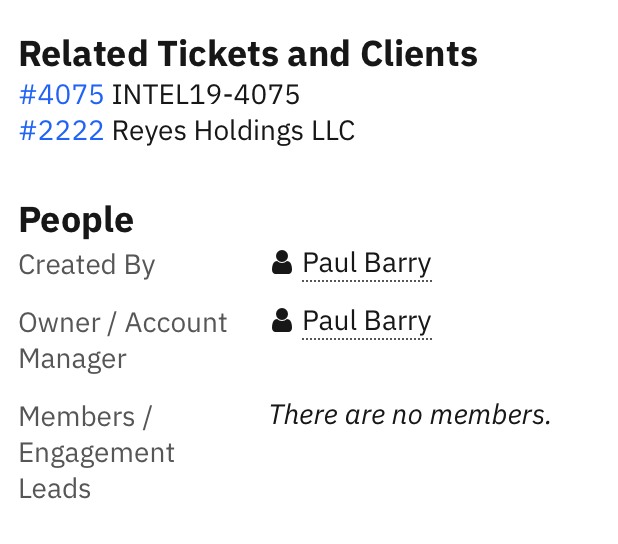 Related Tickets and Clients
#4075 INTEL19-4075
#2222 Reyes Holdings LLC
People
Created By Paul Barry
Owner / Account Paul Barry
Manager
Members / There are no members.
Engagement
Leads